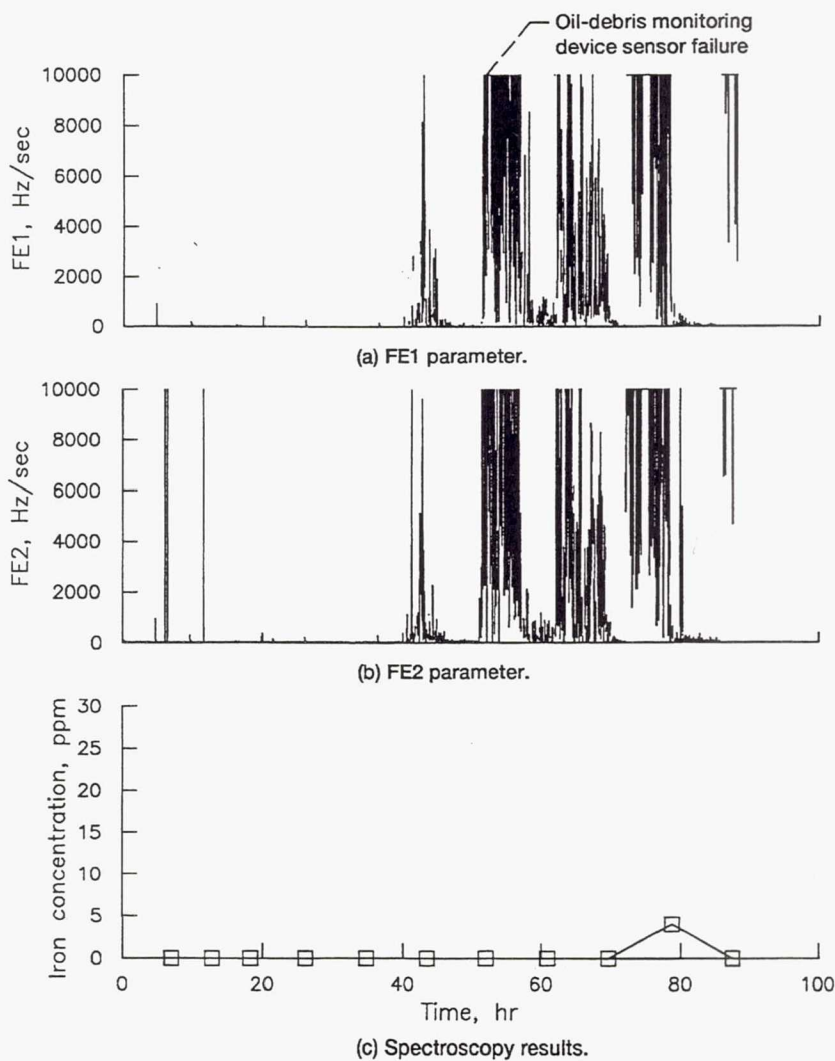 Oil-debris monitoring
device sensor failure
10000
8000
6000
4000
2000
0
FE1, Hz/sec
(a) FE1 parameter.
10000
8000
6000
4000
2000
0
FE2, Hz/sec
(b) FE2 parameter.
30
25
20
15
10
5
0
Iron concentration, ppm
0 20 40 60 80 100
Time, hr
(c) Spectroscopy results.